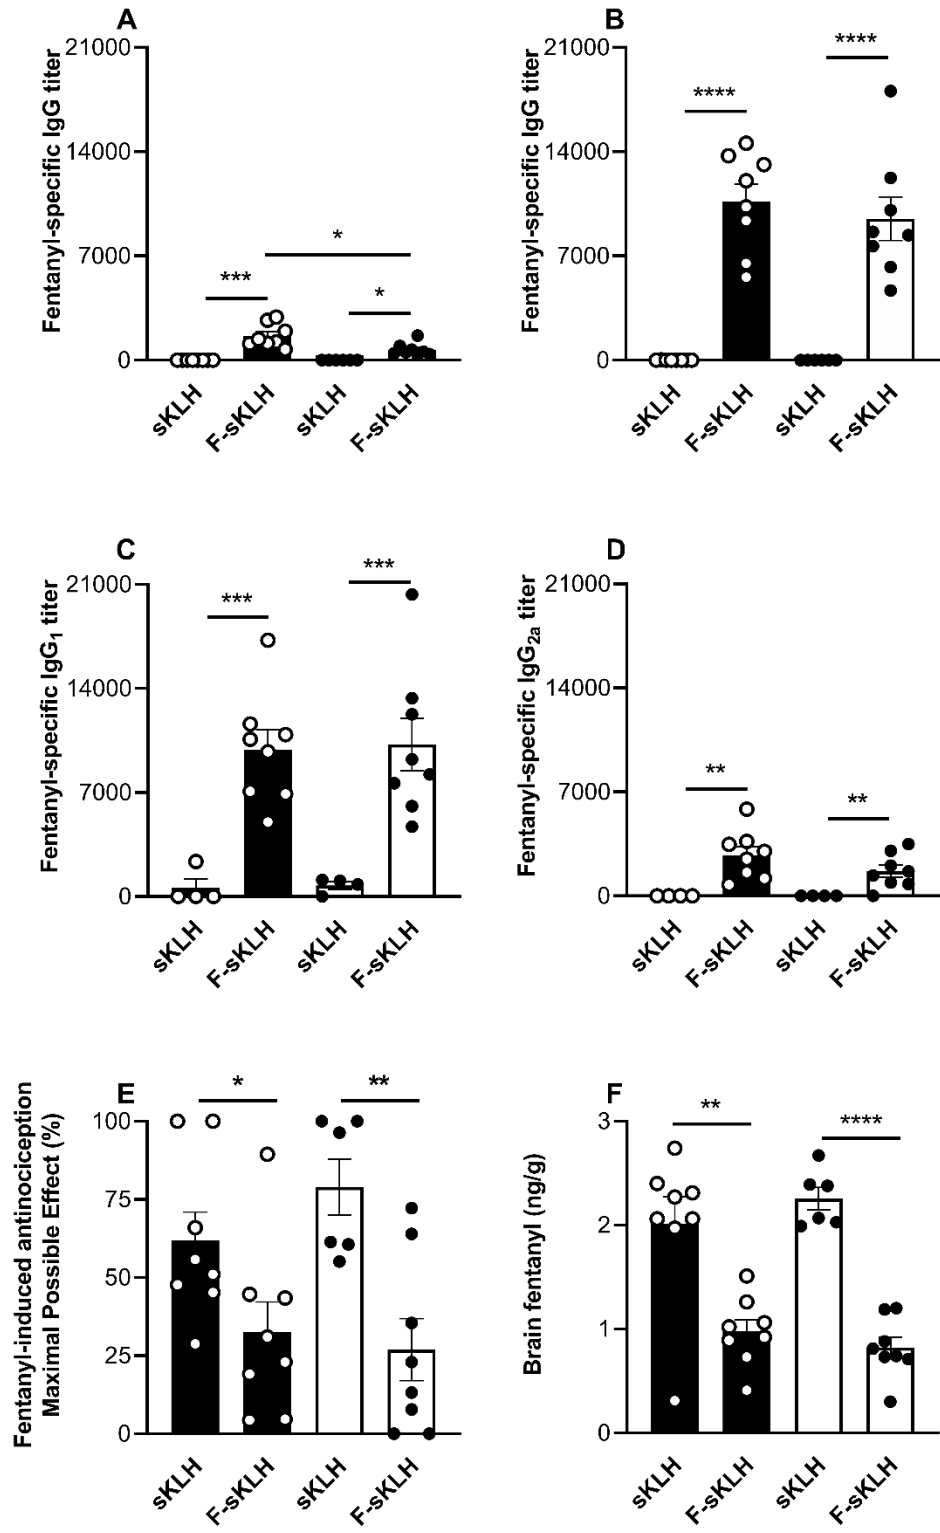 A
B
Fentanyl-specific IgG titer
21000
14000
7000
0
***
*
*
sKLH
F-sKLH
sKLH
F-sKLH
Fentanyl-specific IgG titer
21000
14000
7000
0
****
****
sKLH
F-sKLH
sKLH
F-sKLH
C
D
Fentanyl-specific IgG1 titer
21000
14000
7000
0
***
***
sKLH
F-sKLH
sKLH
F-sKLH
Fentanyl-specific IgG2a titer
21000
14000
7000
0
**
**
sKLH
F-sKLH
sKLH
F-sKLH
E
F
Fentanyl-induced antinociception
Maximal Possible Effect (%)
100
75
50
25
0
*
**
sKLH
F-sKLH
sKLH
F-sKLH
Brain fentanyl (ng/g)
3
2
1
0
**
****
sKLH
F-sKLH
sKLH
F-sKLH